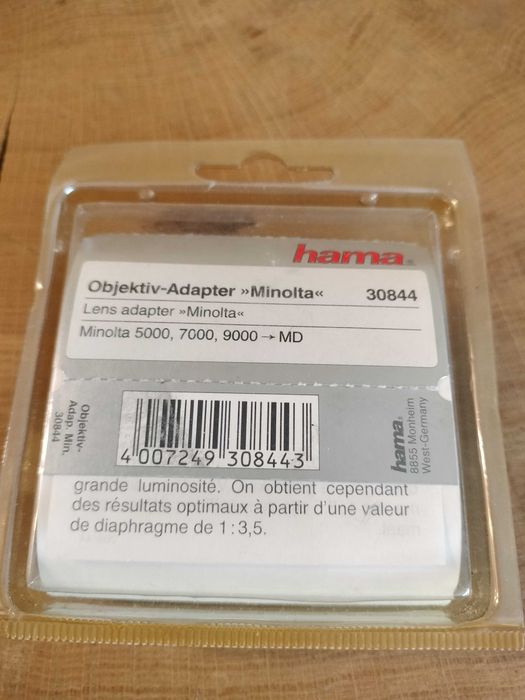 hama®
Objektiv-Adapter »Minolta« 30844
Lens adapter »Minolta«
Minolta 5000, 7000, 9000 → MD
Objektiv-
Adap. Min.
30844
4 007249 308443
hama®
8855 Monheim
West-Germany
grande luminosité. On obtient cependant
des résultats optimaux à partir d'une valeur
de diaphragme de 1:3,5.